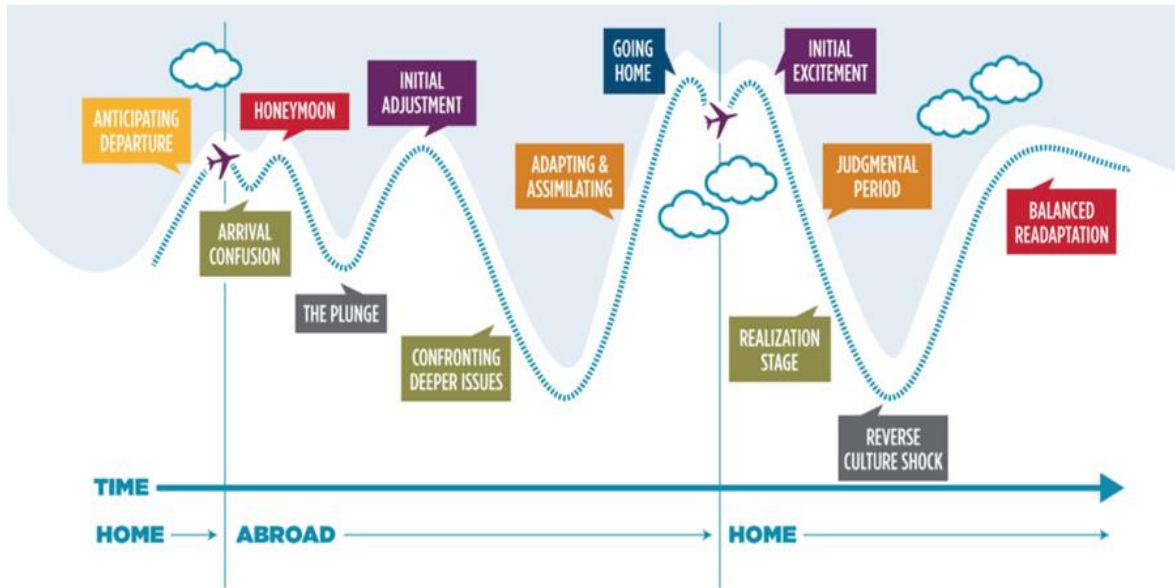 ANTICIPATING
DEPARTURE
ARRIVAL
CONFUSION
HONEYMOON
THE PLUNGE
INITIAL
ADJUSTMENT
CONFRONTING
DEEPER ISSUES
ADAPTING &
ASSIMILATING
GOING
HOME
INITIAL
EXCITEMENT
JUDGMENTAL
PERIOD
REALIZATION
STAGE
REVERSE
CULTURE SHOCK
BALANCED
READAPTATION
TIME
HOME
ABROAD
HOME